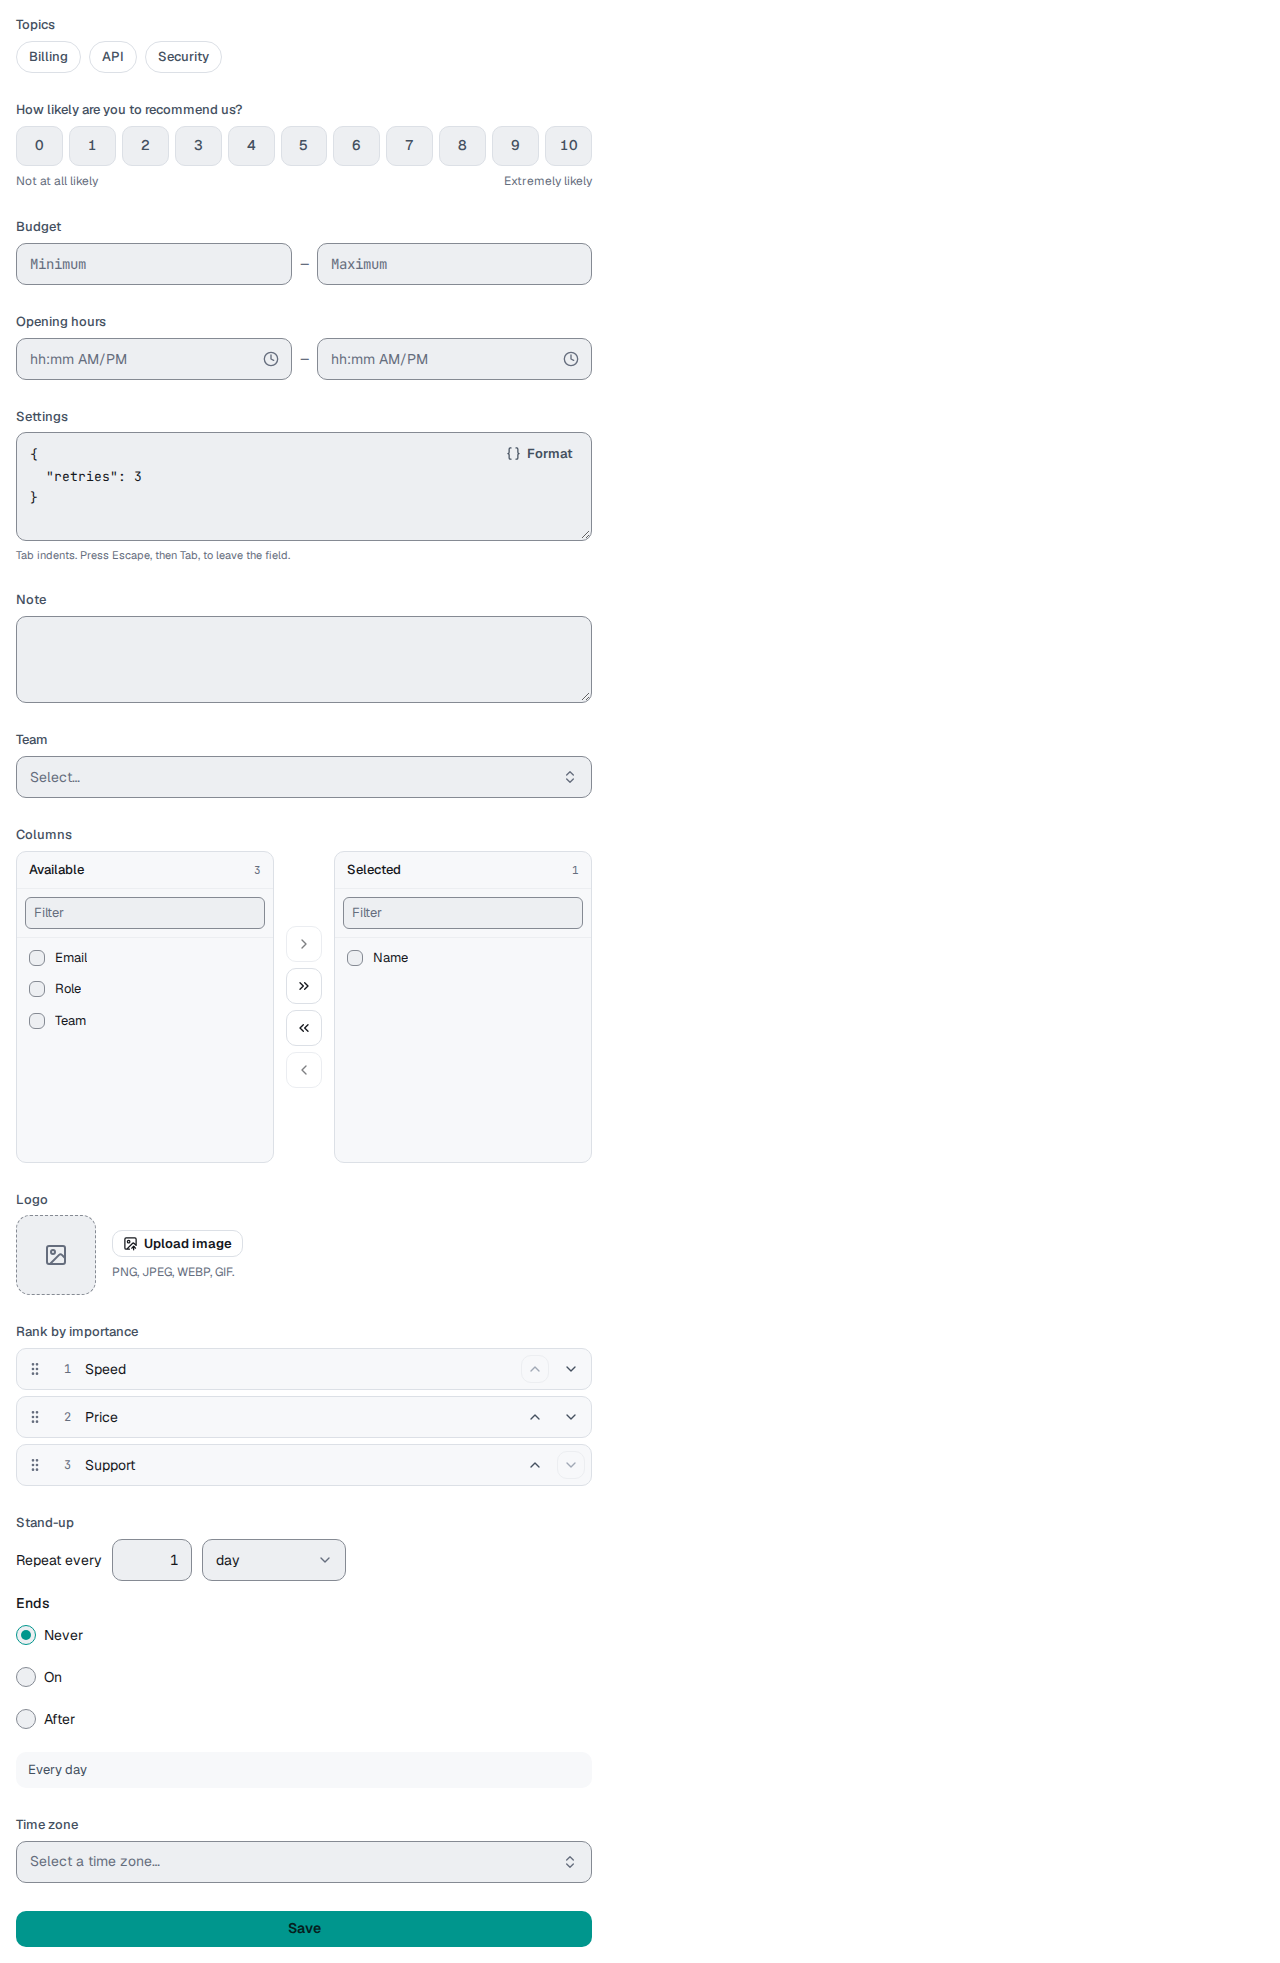 Topics
Billing API Security
How likely are you to recommend us?
0 1 2 3 4 5 6 7 8 9 10
Not at all likely Extremely likely
Budget
Minimum – Maximum
Opening hours
hh:mm AM/PM – hh:mm AM/PM
Settings
{ {} Format
"retries": 3
}
Tab indents. Press Escape, then Tab, to leave the field.
Note
Team
Select...
Columns
Available 3 Selected 1
Filter Filter
Email Name
Role
Team
Logo
Upload image
PNG, JPEG, WEBP, GIF.
Rank by importance
1 Speed
2 Price
3 Support
Stand-up
Repeat every 1 day
Ends
Never
On
After
Every day
Time zone
Select a time zone...
Save